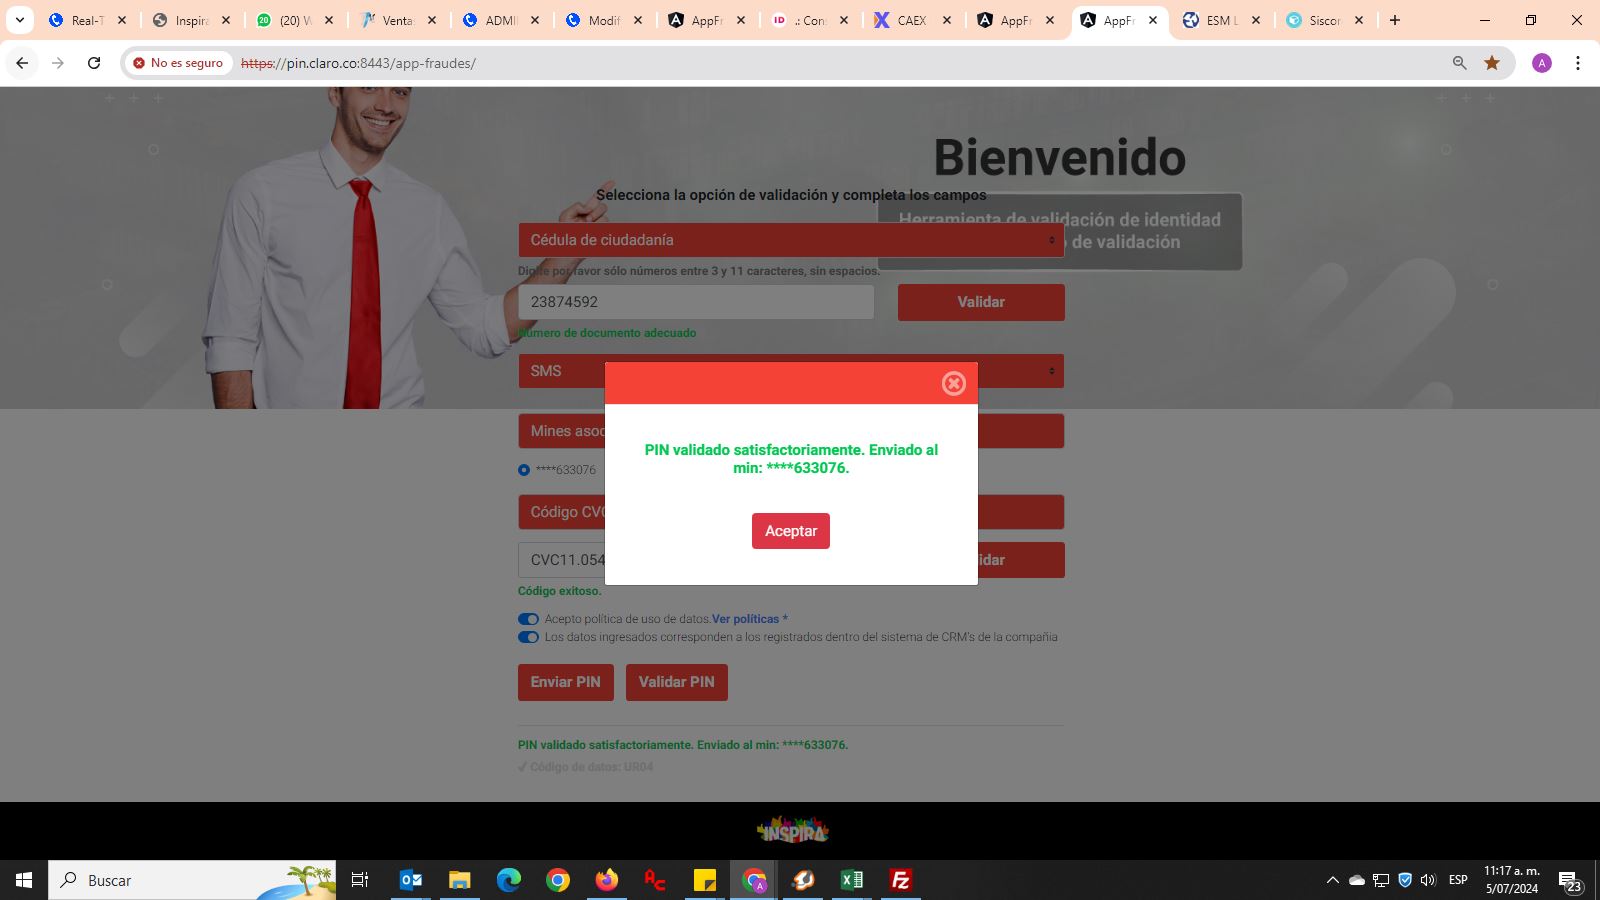 Real-T
Inspira
(20) W
Venta
ADMI
Modif
AppFr
.: Con
CAEX
AppFr
AppFr
ESM L
Siscor
No es seguro
https://pin.claro.co:8443/app-fraudes/
A
Bienvenido
Selecciona la opción de validación y completa los campos
Herramienta de validación de identidad
de validación
Cédula de ciudadanía
Digite por favor sólo números entre 3 y 11 caracteres, sin espacios.
23874592
Validar
Número de documento adecuado
SMS
PIN validado satisfactoriamente. Enviado al
min: ****633076.
Aceptar
Mines asoc
****633076
Código CVC
CVC11.054
idar
Código exitoso.
Acepto política de uso de datos.Ver políticas *
Los datos ingresados corresponden a los registrados dentro del sistema de CRM's de la compañia
Enviar PIN
Validar PIN
PIN validado satisfactoriamente. Enviado al min: ****633076.
✔ Código de datos: UR04
INSPIRA
Buscar
ESP
11:17 a. m.
5/07/2024
23